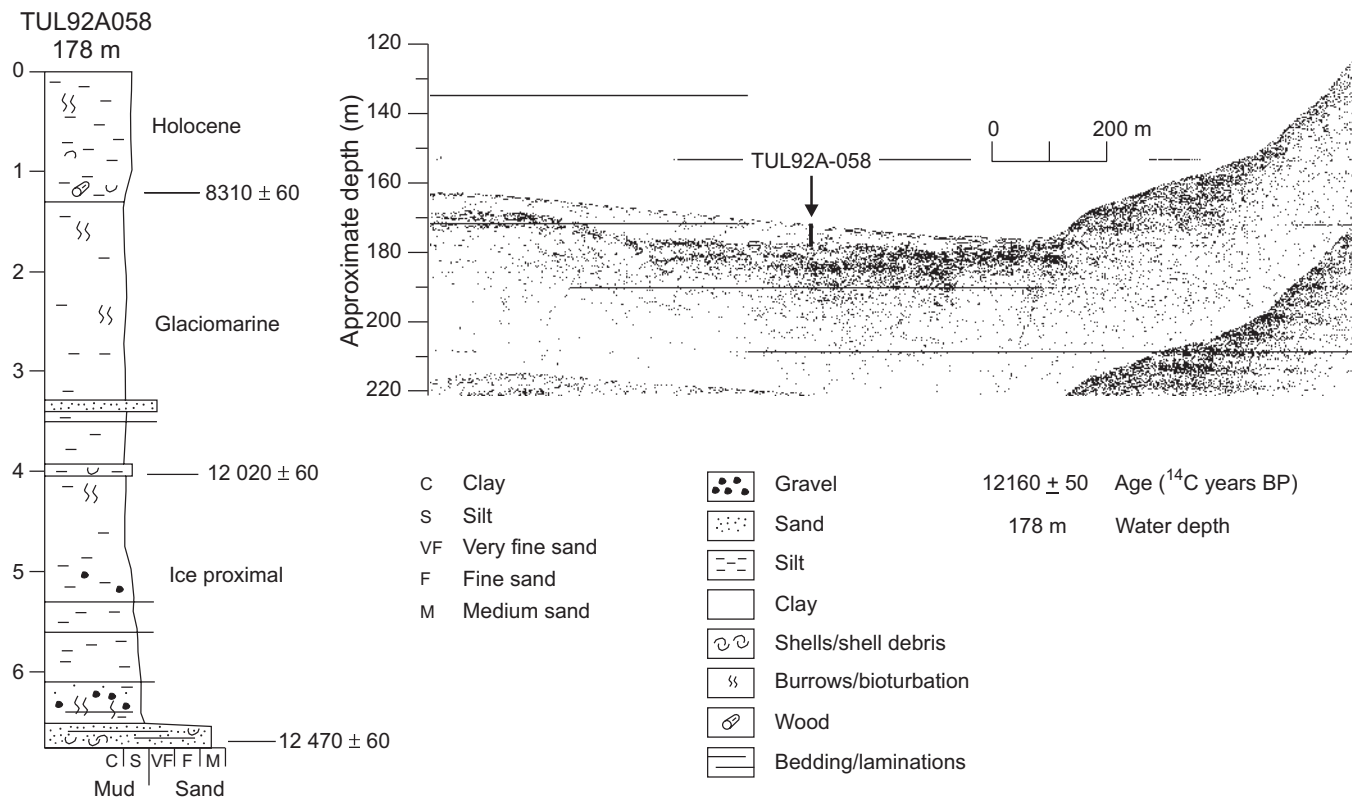 TUL92A058
178 m
0
1
2
3
4
5
6
Holocene
8310 ± 60
Glaciomarine
12 020 ± 60
Ice proximal
12 470 ± 60
C S VF F M
Mud Sand
Approximate depth (m)
120
140
160
180
200
220
TUL92A-058
0 200 m
C Clay
S Silt
VF Very fine sand
F Fine sand
M Medium sand
Gravel
Sand
Silt
Clay
Shells/shell debris
Burrows/bioturbation
Wood
Bedding/laminations
12160 ± 50 Age (¹⁴C years BP)
178 m Water depth